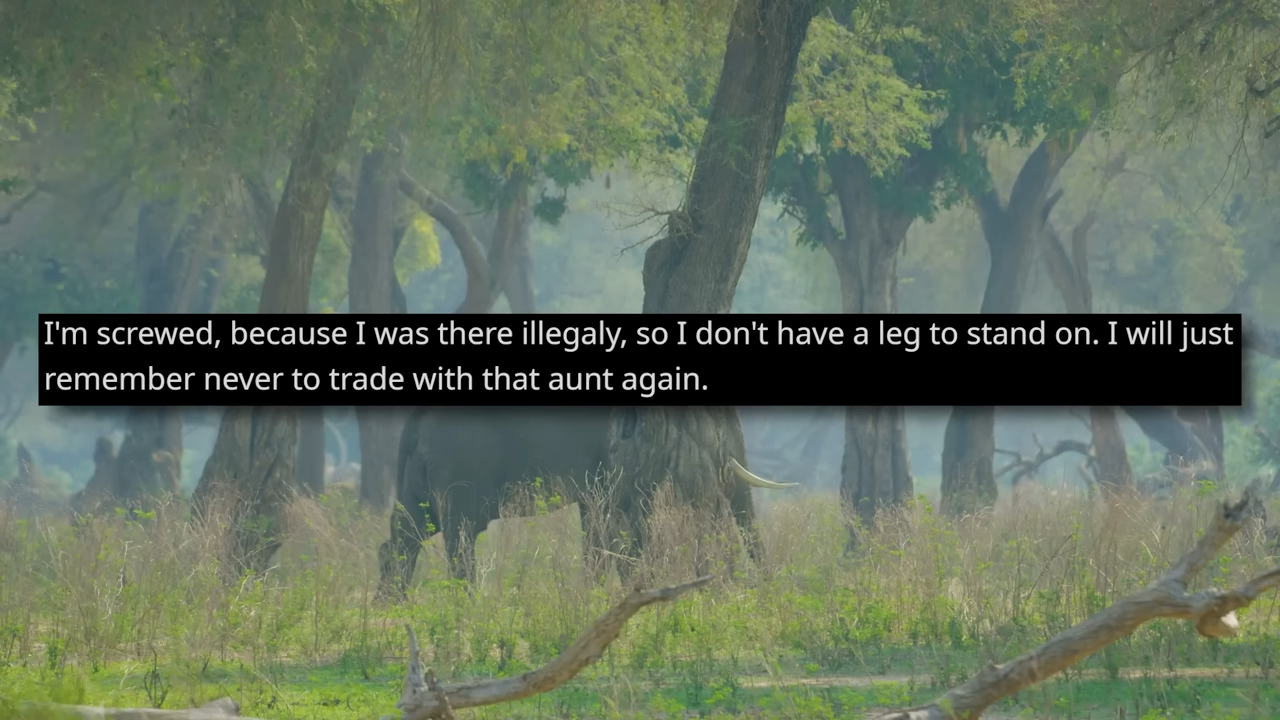 I'm screwed, because I was there illegaly, so I don't have a leg to stand on. I will just
remember never to trade with that aunt again.